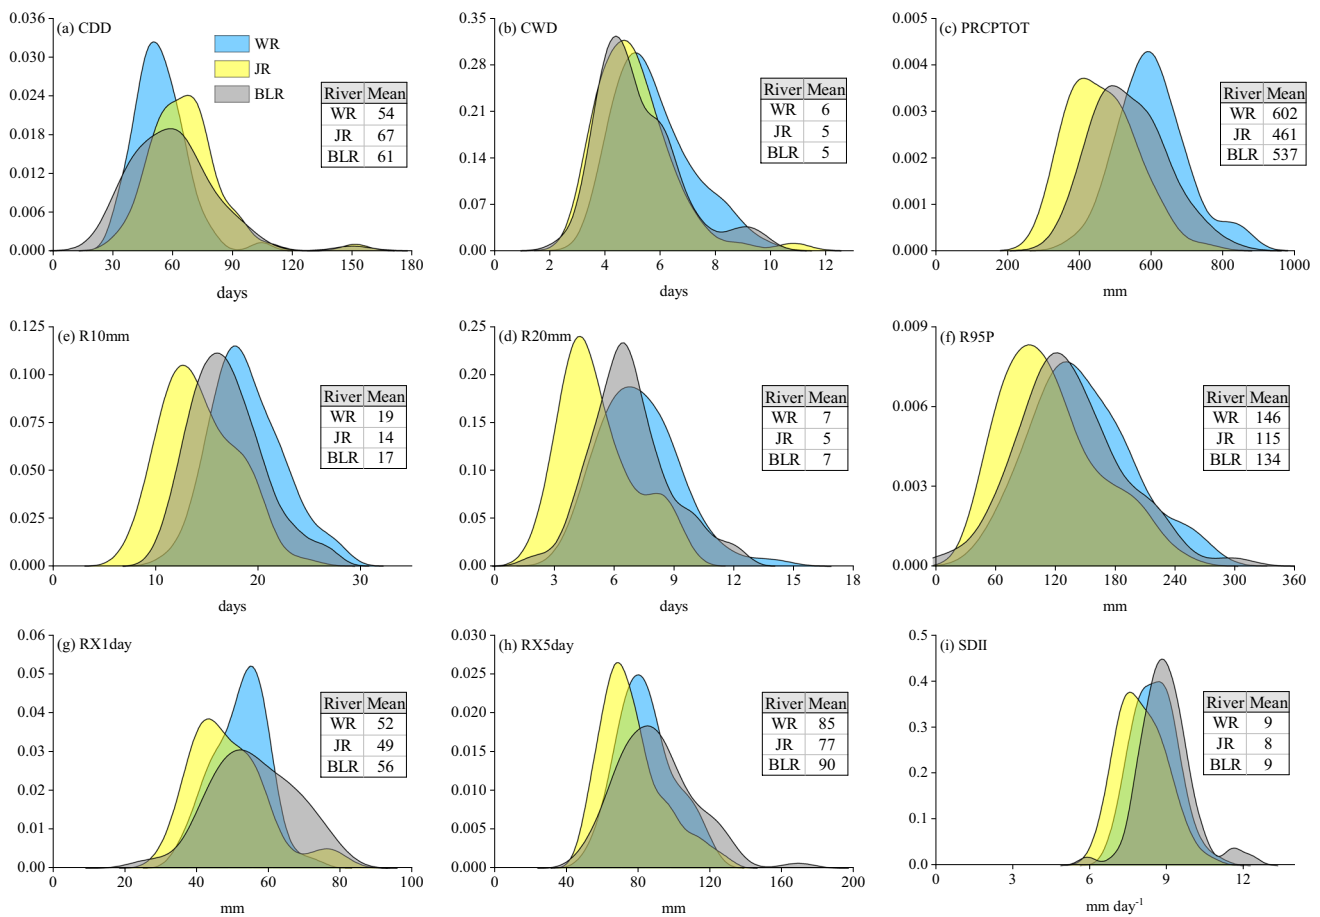 (a) CDD
WR
JR
BLR
River Mean
WR 54
JR 67
BLR 61
0.036
0.030
0.024
0.018
0.012
0.006
0.000
0 30 60 90 120 150 180
days
(b) CWD
River Mean
WR 6
JR 5
BLR 5
0.35
0.28
0.21
0.14
0.07
0.00
0 2 4 6 8 10 12
days
(c) PRCPTOT
River Mean
WR 602
JR 461
BLR 537
0.005
0.004
0.003
0.002
0.001
0.000
0 200 400 600 800 1000
mm
(e) R10mm
River Mean
WR 19
JR 14
BLR 17
0.125
0.100
0.075
0.050
0.025
0.000
0 10 20 30
days
(d) R20mm
River Mean
WR 7
JR 5
BLR 7
0.25
0.20
0.15
0.10
0.05
0.00
0 3 6 9 12 15 18
days
(f) R95P
River Mean
WR 146
JR 115
BLR 134
0.009
0.006
0.003
0.000
0 60 120 180 240 300 360
mm
(g) RX1day
River Mean
WR 52
JR 49
BLR 56
0.06
0.05
0.04
0.03
0.02
0.01
0.00
0 20 40 60 80 100
mm
(h) RX5day
River Mean
WR 85
JR 77
BLR 90
0.030
0.025
0.020
0.015
0.010
0.005
0.000
0 40 80 120 160 200
mm
(i) SDII
River Mean
WR 9
JR 8
BLR 9
0.5
0.4
0.3
0.2
0.1
0.0
0 3 6 9 12
mm day⁻¹